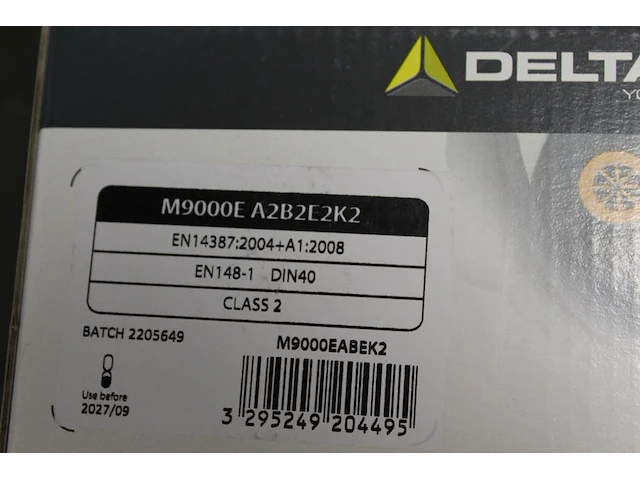 DELTA
YO
M9000E A2B2E2K2
EN14387:2004+A1:2008
EN148-1 DIN40
CLASS 2
BATCH 2205649
M9000EABEK2
Use before
2027/09
3 295249 204495